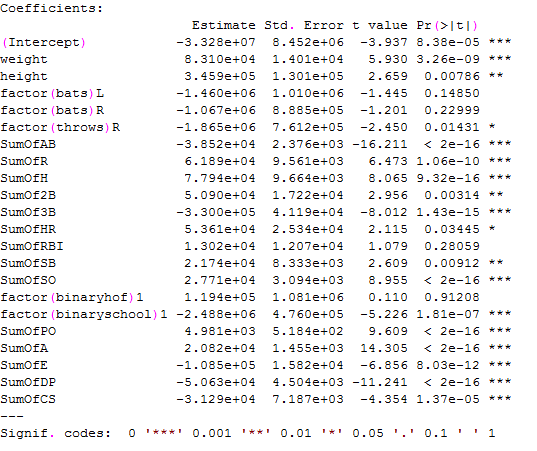 Coefficients:
Estimate Std. Error t value Pr(>|t|)
(Intercept) -3.328e+07 8.452e+06 -3.937 8.38e-05 ***
weight 8.310e+04 1.401e+04 5.930 3.26e-09 ***
height 3.459e+05 1.301e+05 2.659 0.00786 **
factor(bats)L -1.460e+06 1.010e+06 -1.445 0.14850
factor(bats)R -1.067e+06 8.885e+05 -1.201 0.22999
factor(throws)R -1.865e+06 7.612e+05 -2.450 0.01431 *
SumOfAB -3.852e+04 2.376e+03 -16.211 < 2e-16 ***
SumOfR 6.189e+04 9.561e+03 6.473 1.06e-10 ***
SumOfH 7.794e+04 9.664e+03 8.065 9.32e-16 ***
SumOf2B 5.090e+04 1.722e+04 2.956 0.00314 **
SumOf3B -3.300e+05 4.119e+04 -8.012 1.43e-15 ***
SumOfHR 5.361e+04 2.534e+04 2.115 0.03445 *
SumOfRBI 1.302e+04 1.207e+04 1.079 0.28059
SumOfSB 2.174e+04 8.333e+03 2.609 0.00912 **
SumOfSO 2.771e+04 3.094e+03 8.955 < 2e-16 ***
factor(binaryhof)1 1.194e+05 1.081e+06 0.110 0.91208
factor(binaryschool)1 -2.488e+06 4.760e+05 -5.226 1.81e-07 ***
SumOfPO 4.981e+03 5.184e+02 9.609 < 2e-16 ***
SumOfA 2.082e+04 1.455e+03 14.305 < 2e-16 ***
SumOfE -1.085e+05 1.582e+04 -6.856 8.03e-12 ***
SumOfDP -5.063e+04 4.504e+03 -11.241 < 2e-16 ***
SumOfCS -3.129e+04 7.187e+03 -4.354 1.37e-05 ***
---
Signif. codes: 0 '***' 0.001 '**' 0.01 '*' 0.05 '.' 0.1 ' ' 1